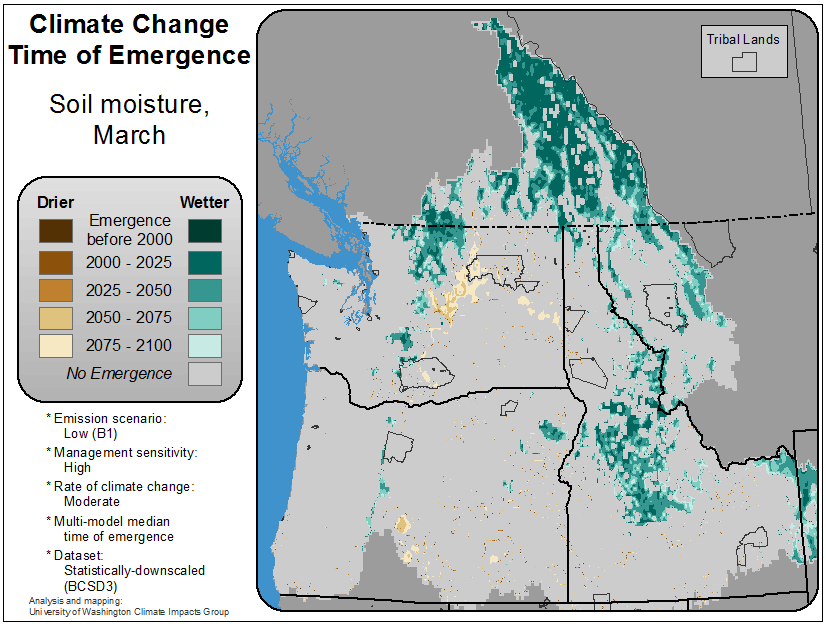 Climate Change
Time of Emergence
Soil moisture,
March
Tribal Lands
Drier
Wetter
Emergence
before 2000
2000 - 2025
2025 - 2050
2050 - 2075
2075 - 2100
No Emergence
* Emission scenario:
Low (B1)
* Management sensitivity:
High
* Rate of climate change:
Moderate
* Multi-model median
time of emergence
* Dataset:
Statistically-downscaled
(BCSD3)
Analysis and mapping:
University of Washington Climate Impacts Group